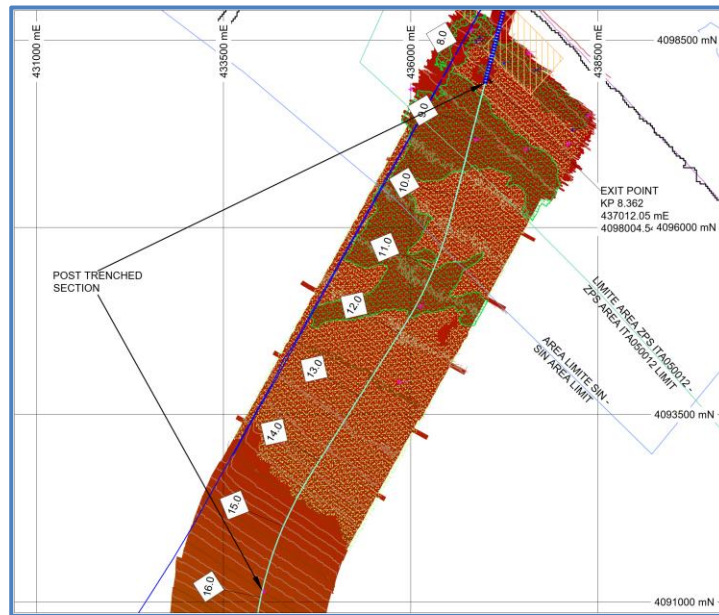 431000 mE
433500 mE
436000 mE
438500 mE
4098500 mN
8.0
9.0
EXIT POINT
KP 8.362
437012.05 mE
4098004.54
10.0
4096000 mN
11.0
POST TRENCHED
SECTION
12.0
LIMITE AREA ZPS ITA050012 -
ZPS AREA ITA050012 LIMIT
AREA LIMITE SIN -
SIN AREA LIMIT
13.0
4093500 mN
14.0
15.0
16.0
4091000 mN